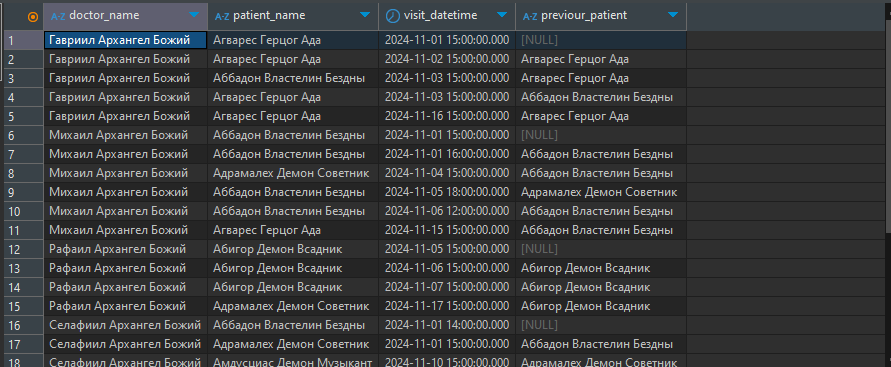 A-Z doctor_name A-Z patient_name visit_datetime A-Z previour_patient
1 Гавриил Архангел Божий Агварес Герцог Ада 2024-11-01 15:00:00.000 [NULL]
2 Гавриил Архангел Божий Агварес Герцог Ада 2024-11-02 15:00:00.000 Агварес Герцог Ада
3 Гавриил Архангел Божий Аббадон Властелин Бездны 2024-11-03 15:00:00.000 Агварес Герцог Ада
4 Гавриил Архангел Божий Агварес Герцог Ада 2024-11-03 15:00:00.000 Аббадон Властелин Бездны
5 Гавриил Архангел Божий Агварес Герцог Ада 2024-11-16 15:00:00.000 Агварес Герцог Ада
6 Михаил Архангел Божий Аббадон Властелин Бездны 2024-11-01 15:00:00.000 [NULL]
7 Михаил Архангел Божий Аббадон Властелин Бездны 2024-11-01 16:00:00.000 Аббадон Властелин Бездны
8 Михаил Архангел Божий Адрамалех Демон Советник 2024-11-04 15:00:00.000 Аббадон Властелин Бездны
9 Михаил Архангел Божий Аббадон Властелин Бездны 2024-11-05 18:00:00.000 Адрамалех Демон Советник
10 Михаил Архангел Божий Аббадон Властелин Бездны 2024-11-06 12:00:00.000 Аббадон Властелин Бездны
11 Михаил Архангел Божий Агварес Герцог Ада 2024-11-15 15:00:00.000 Аббадон Властелин Бездны
12 Рафаил Архангел Божий Абигор Демон Всадник 2024-11-05 15:00:00.000 [NULL]
13 Рафаил Архангел Божий Абигор Демон Всадник 2024-11-06 15:00:00.000 Абигор Демон Всадник
14 Рафаил Архангел Божий Абигор Демон Всадник 2024-11-07 15:00:00.000 Абигор Демон Всадник
15 Рафаил Архангел Божий Адрамалех Демон Советник 2024-11-17 15:00:00.000 Абигор Демон Всадник
16 Селафиил Архангел Божий Аббадон Властелин Бездны 2024-11-01 14:00:00.000 [NULL]
17 Селафиил Архангел Божий Адрамалех Демон Советник 2024-11-01 15:00:00.000 Аббадон Властелин Бездны
18 Селафиил Архангел Божий Амдусциас Демон Музыкант 2024-11-10 15:00:00.000 Адрамалех Демон Советник